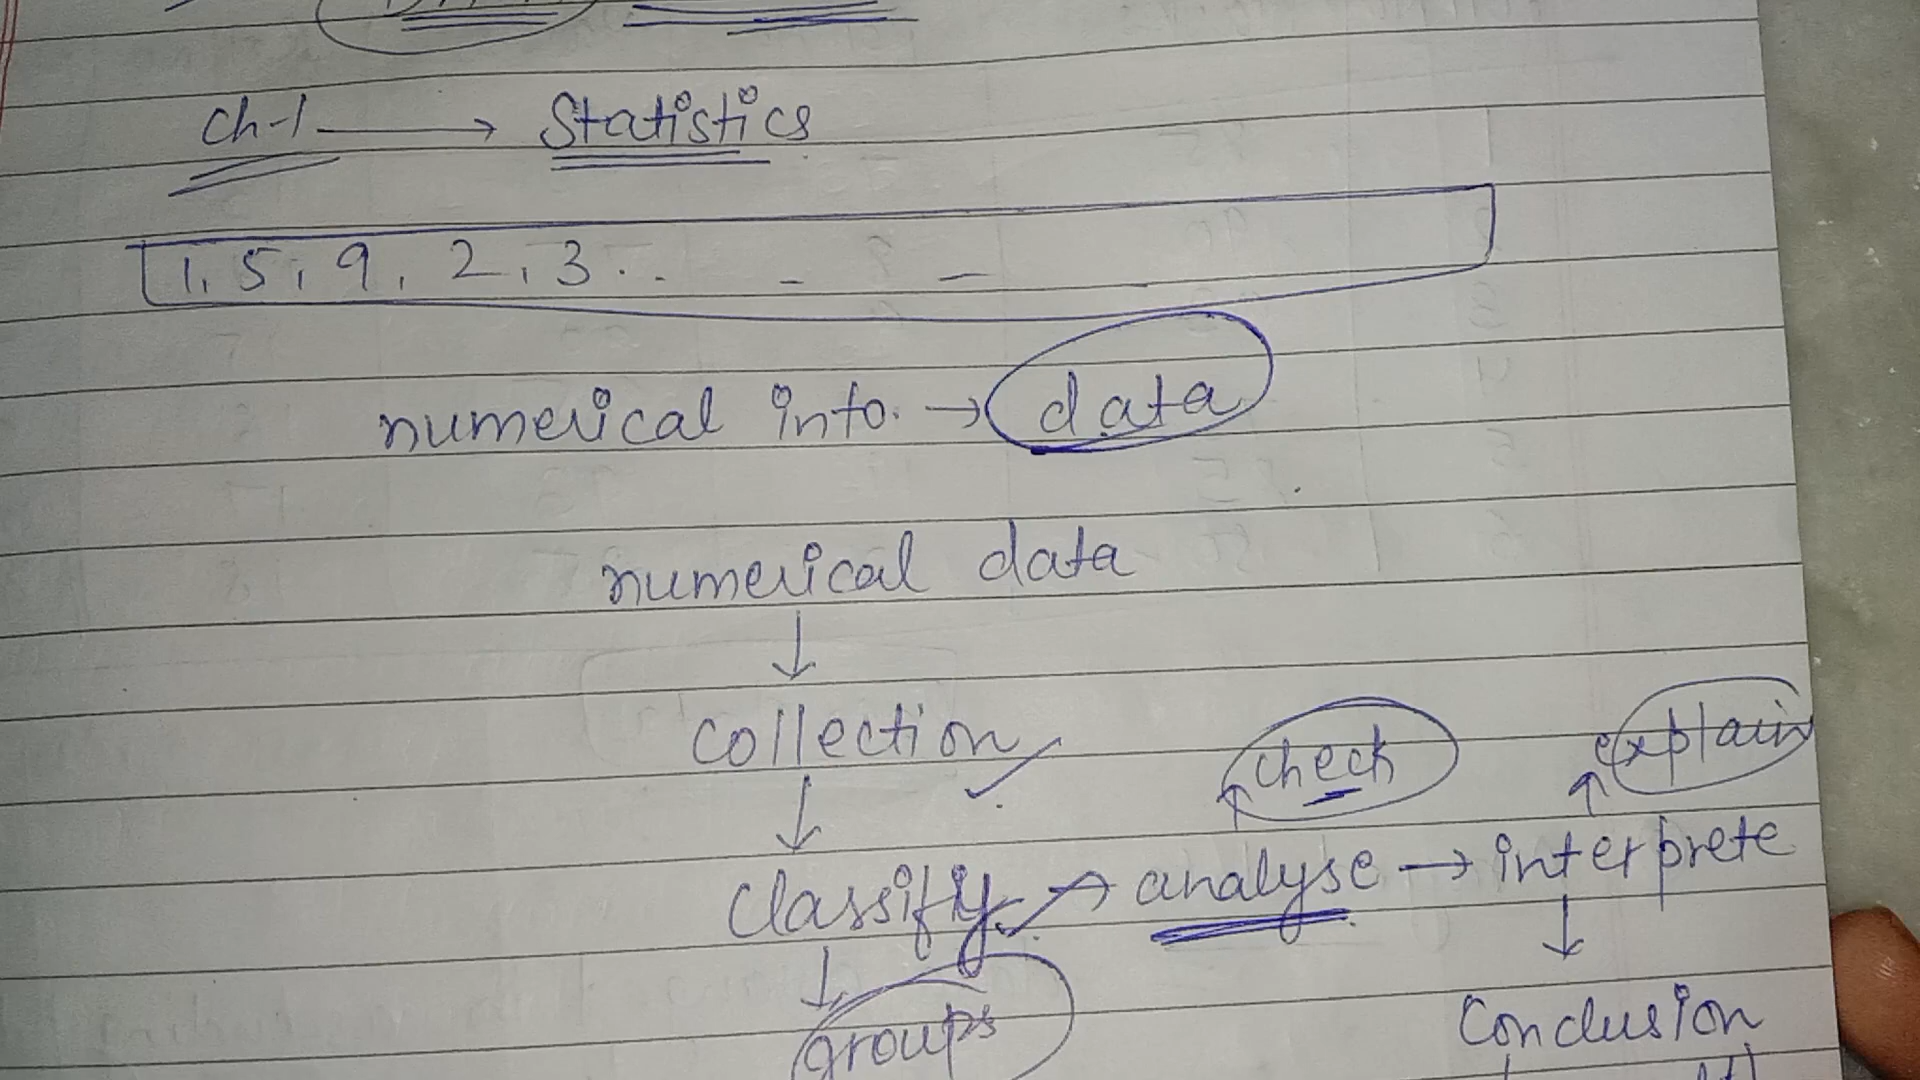 Ch-1 → Statistics
1, 5, 9, 2, 3 . . - -
numerical info. → data
numerical data
↓
Collection
↓
check explain
↑ ↑
Classify → analyse → interprete
↓ ↓
groups Conclusion